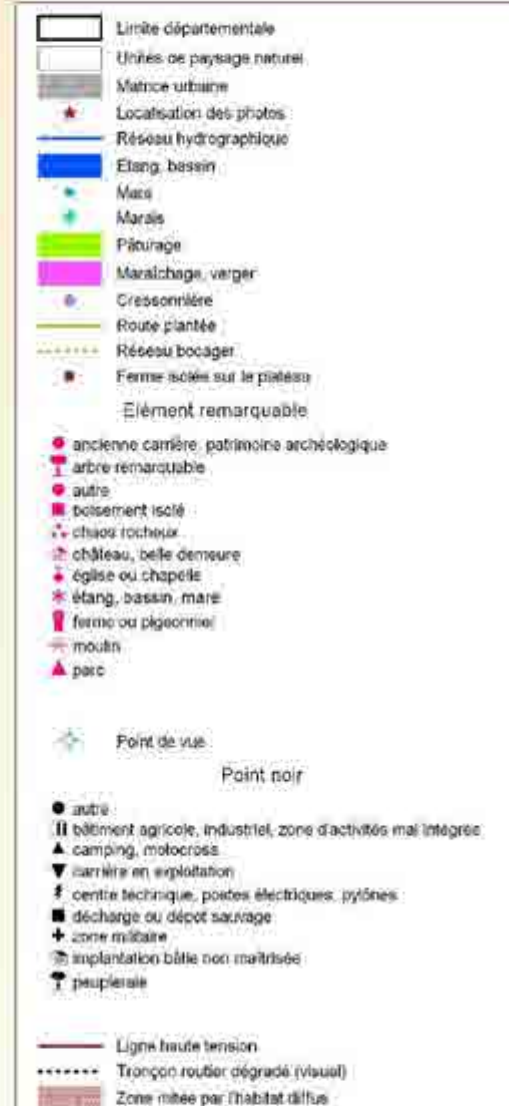 Limite départementale
Unités de paysage naturel
Matrice urbaine
Localisation des photos
Réseau hydrographique
Etang, bassin
Mare
Marais
Pâturage
Maraîchage, verger
Cressonnière
Route plantée
Réseau bocager
Ferme isolée sur le plateau
Elément remarquable
ancienne carrière, patrimoine archéologique
arbre remarquable
autre
boisement isolé
chaos rocheux
château, belle demeure
église ou chapelle
étang, bassin, mare
ferme ou pigeonnier
moulin
parc
Point de vue
Point noir
autre
bâtiment agricole, industriel, zone d'activités mal intégrée
camping, motocross
carrière en exploitation
centre technique, postes électriques, pylônes
décharge ou dépot sauvage
zone militaire
implantation bâtie non maîtrisée
peupleraie
Ligne haute tension
Tronçon routier dégradé (visuel)
Zone mitée par l'habitat diffus